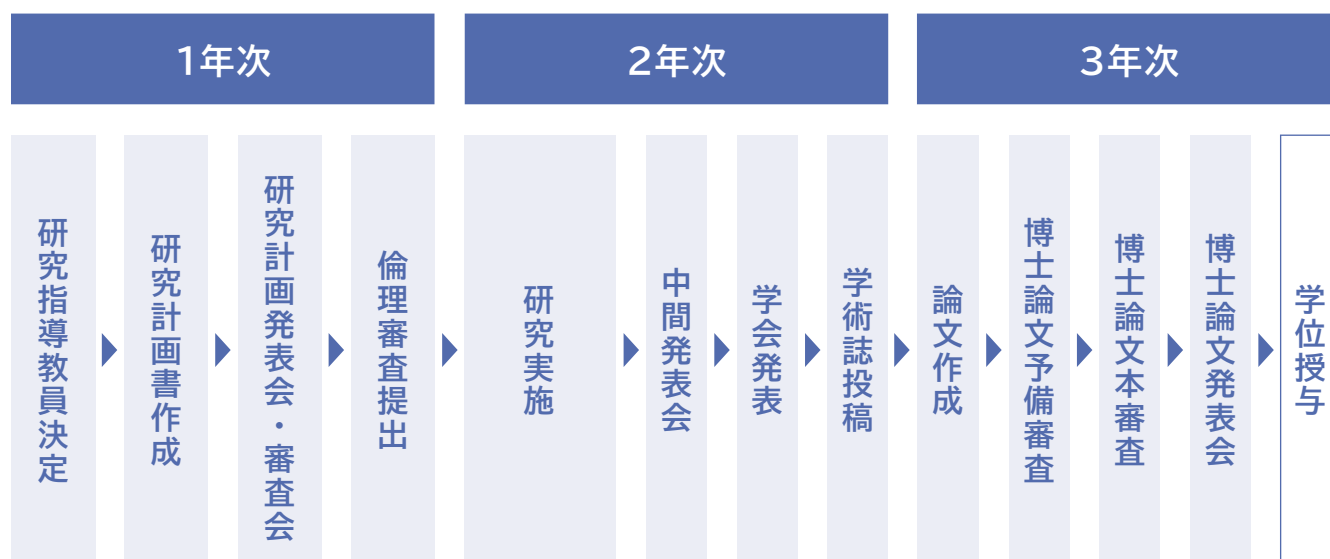 1年次
2年次
3年次
研究指導教員決定
研究計画書作成
研究計画発表会・審査会
倫理審査提出
研究実施
中間発表会
学会発表
学術誌投稿
論文作成
博士論文予備審査
博士論文本審査
博士論文発表会
学位授与